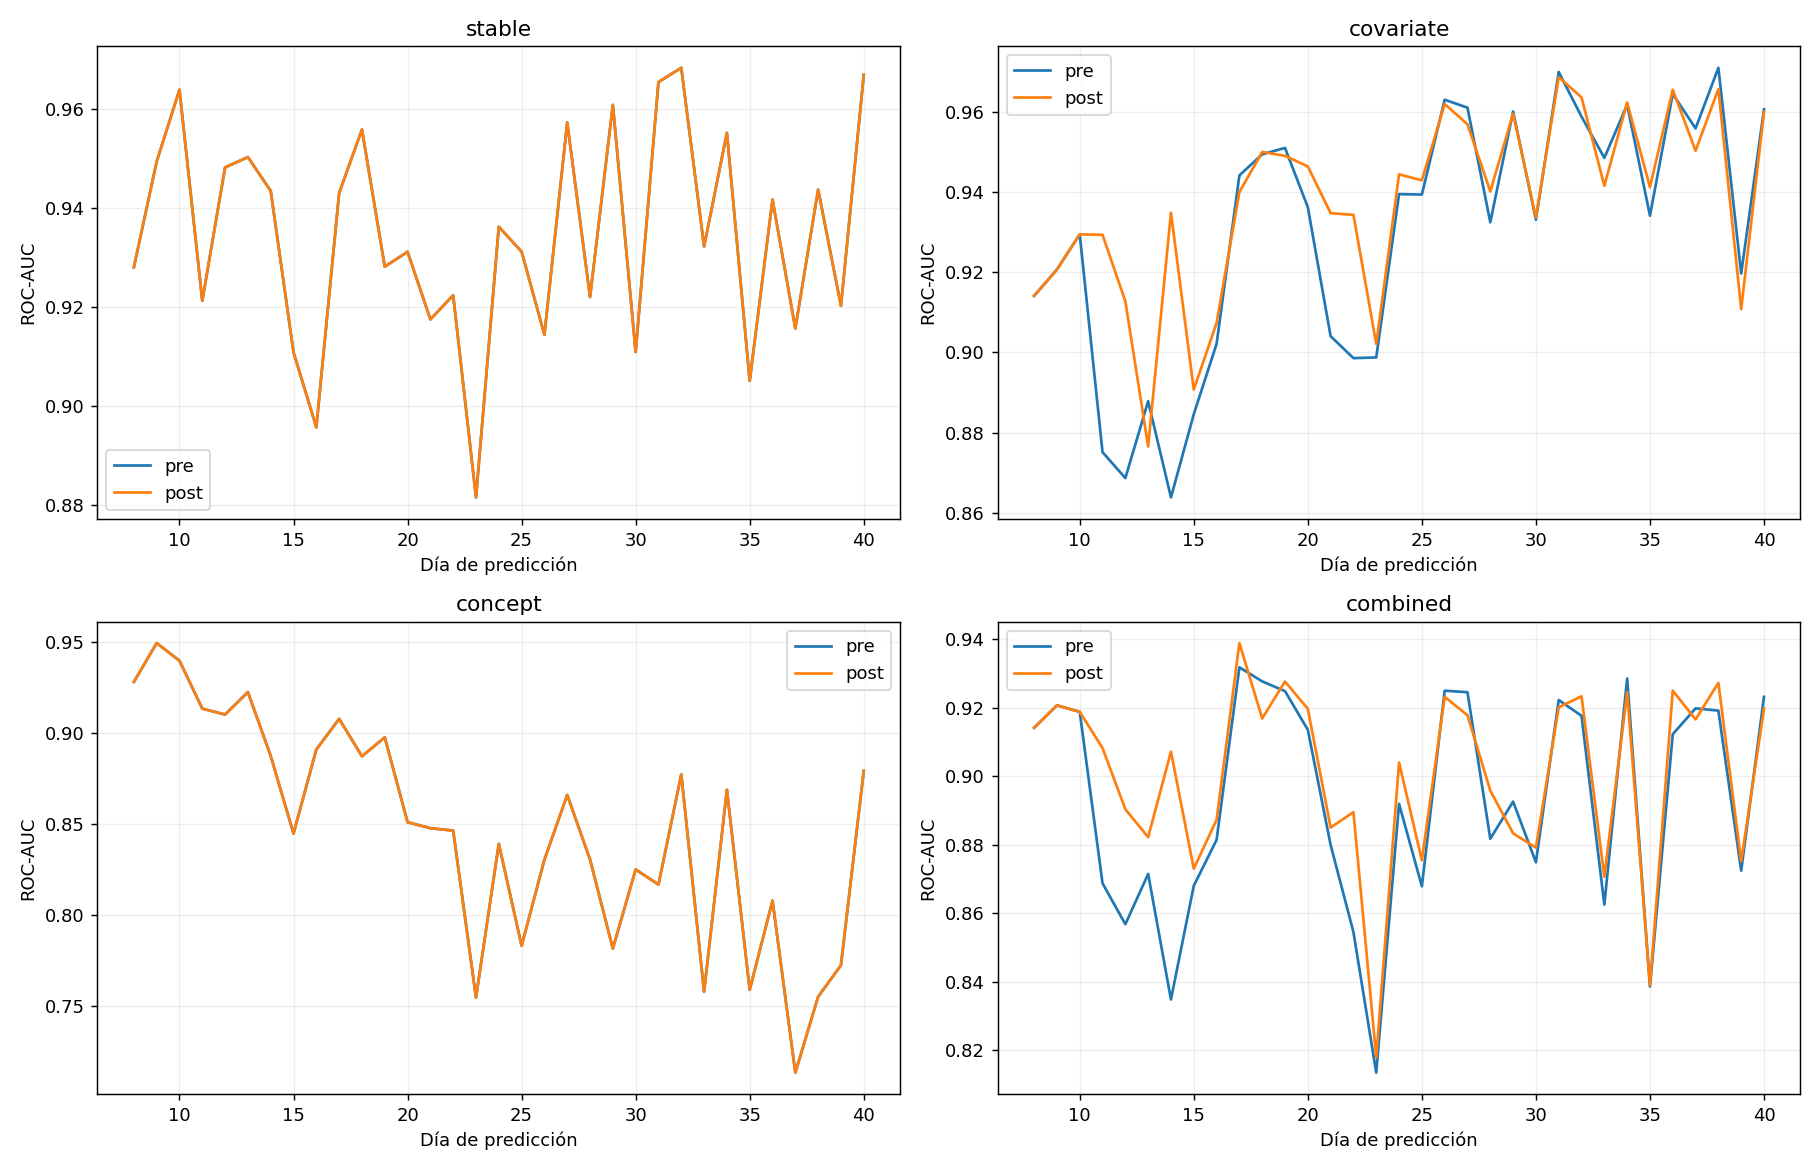 stable
ROC-AUC
0.96
0.94
0.92
0.90
0.88
pre
post
10 15 20 25 30 35 40
Día de predicción
covariate
ROC-AUC
0.96
0.94
0.92
0.90
0.88
0.86
pre
post
10 15 20 25 30 35 40
Día de predicción
concept
ROC-AUC
0.95
0.90
0.85
0.80
0.75
pre
post
10 15 20 25 30 35 40
Día de predicción
combined
ROC-AUC
0.94
0.92
0.90
0.88
0.86
0.84
0.82
pre
post
10 15 20 25 30 35 40
Día de predicción